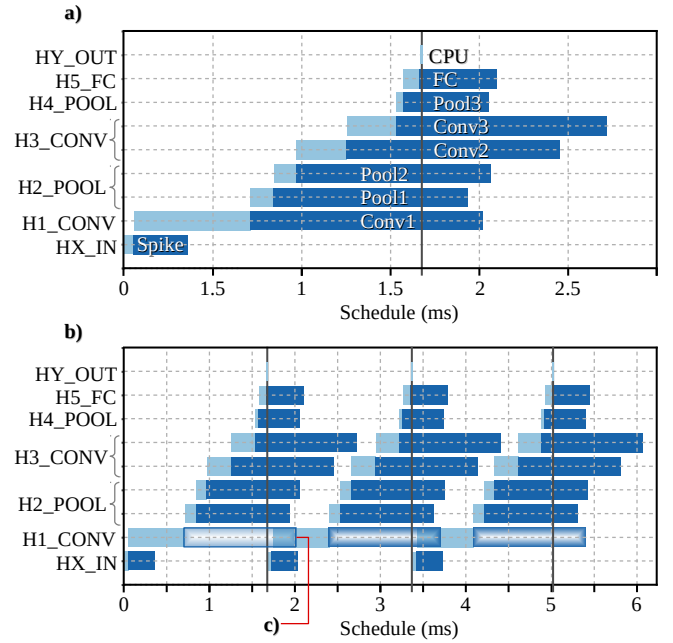 a)
HY_OUT
CPU
H5_FC
FC
H4_POOL
Pool3
H3_CONV
Conv3
Conv2
H2_POOL
Pool2
Pool1
H1_CONV
Conv1
HX_IN
Spike
0 1.5 1 1.5 2 2.5
Schedule (ms)
b)
HY_OUT
H5_FC
H4_POOL
H3_CONV
H2_POOL
H1_CONV
HX_IN
0 1 2 3 4 5 6
c)
Schedule (ms)